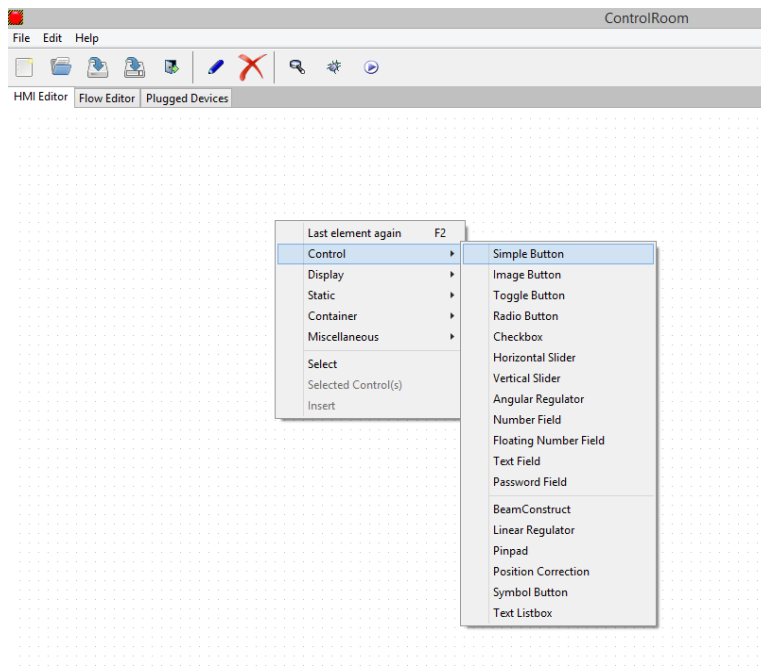 ControlRoom
File Edit Help
HMI Editor Flow Editor Plugged Devices
Last element again F2
Control
Display
Static
Container
Miscellaneous
Select
Selected Control(s)
Insert
Simple Button
Image Button
Toggle Button
Radio Button
Checkbox
Horizontal Slider
Vertical Slider
Angular Regulator
Number Field
Floating Number Field
Text Field
Password Field
BeamConstruct
Linear Regulator
Pinpad
Position Correction
Symbol Button
Text Listbox